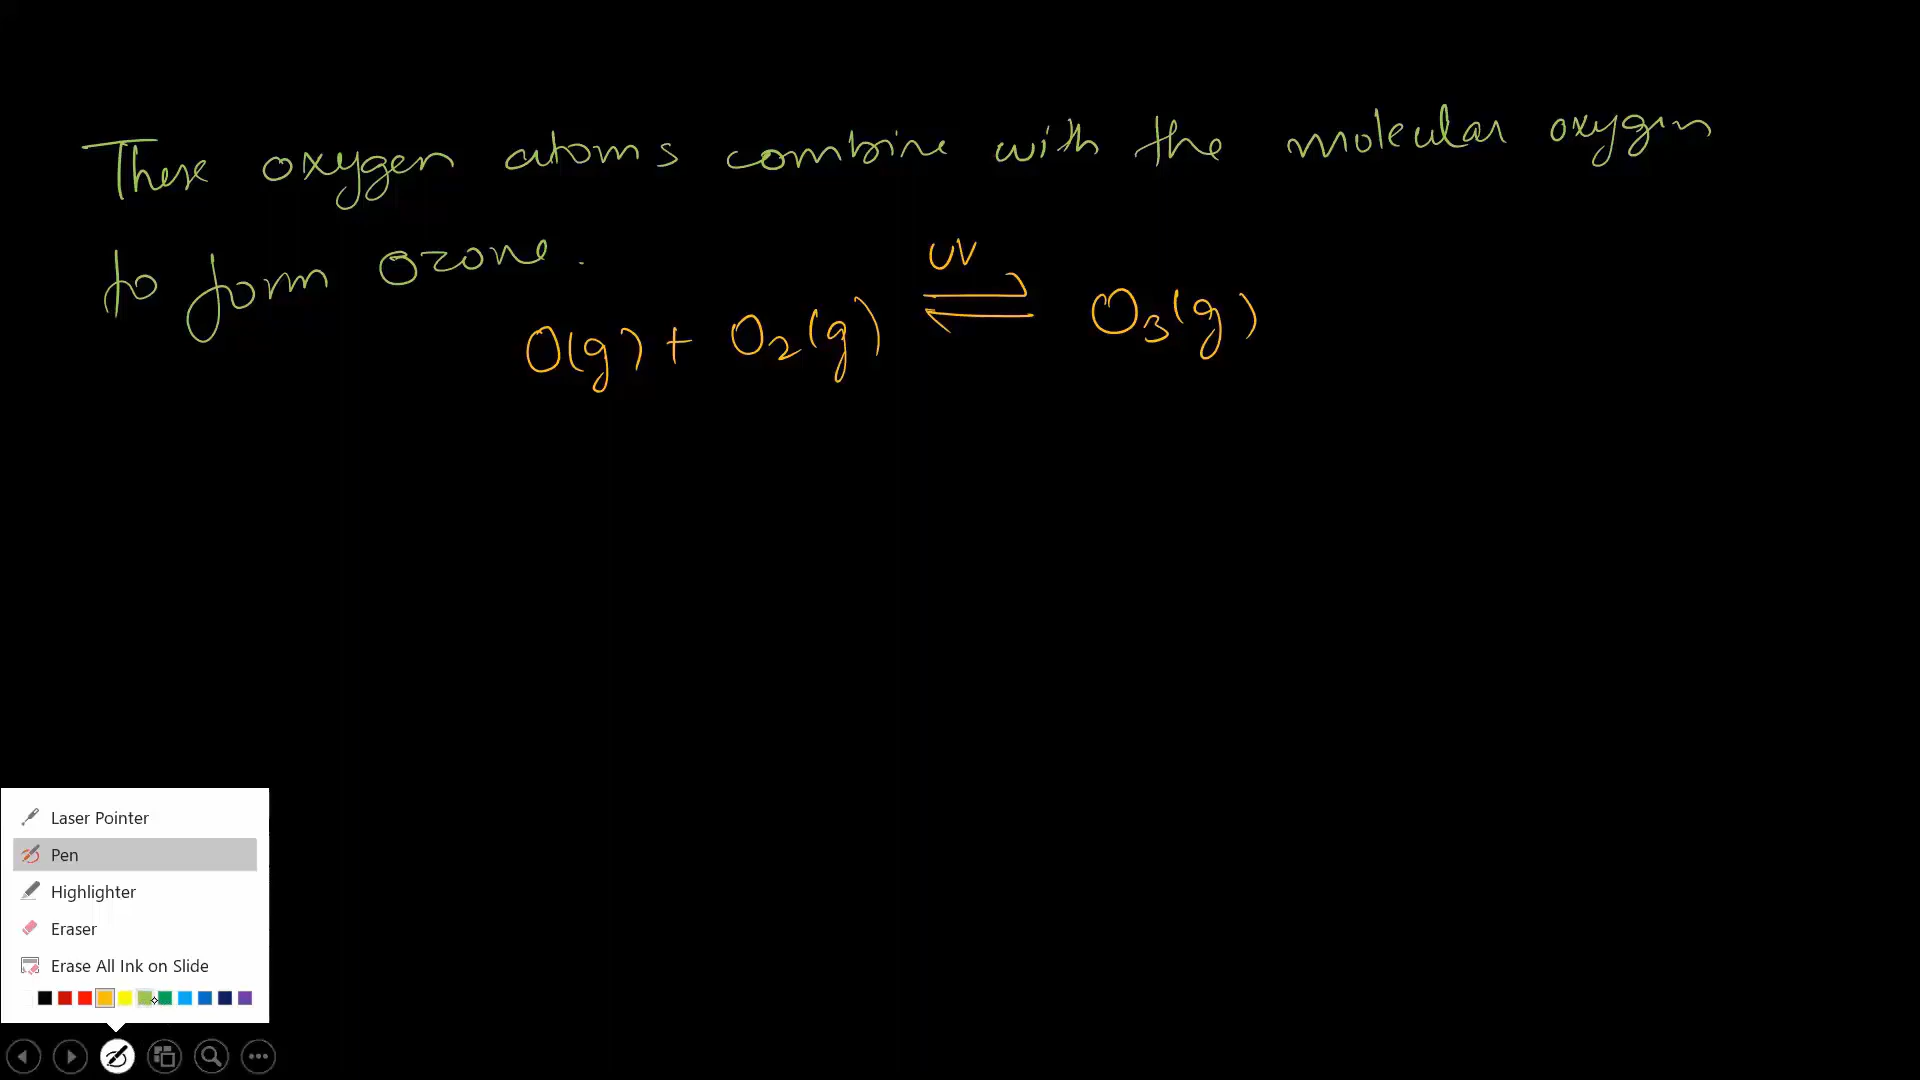 These oxygen atoms combine with the molecular oxygen
to form ozone.
UV
O(g) + O₂(g) ⇌ O₃(g)
Laser Pointer
Pen
Highlighter
Eraser
Erase All Ink on Slide